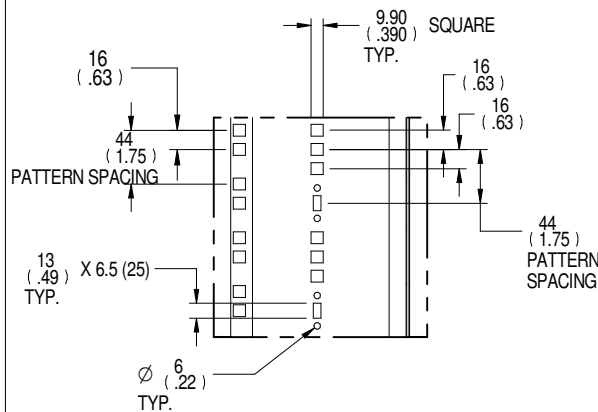 9.90
( .390 )
TYP.
SQUARE
16
( .63 )
16
( .63 )
16
( .63 )
44
( 1.75 )
PATTERN SPACING
13
( .49 )
TYP.
X 6.5 (25)
44
( 1.75 )
PATTERN
SPACING
Ø 6
( .22 )
TYP.